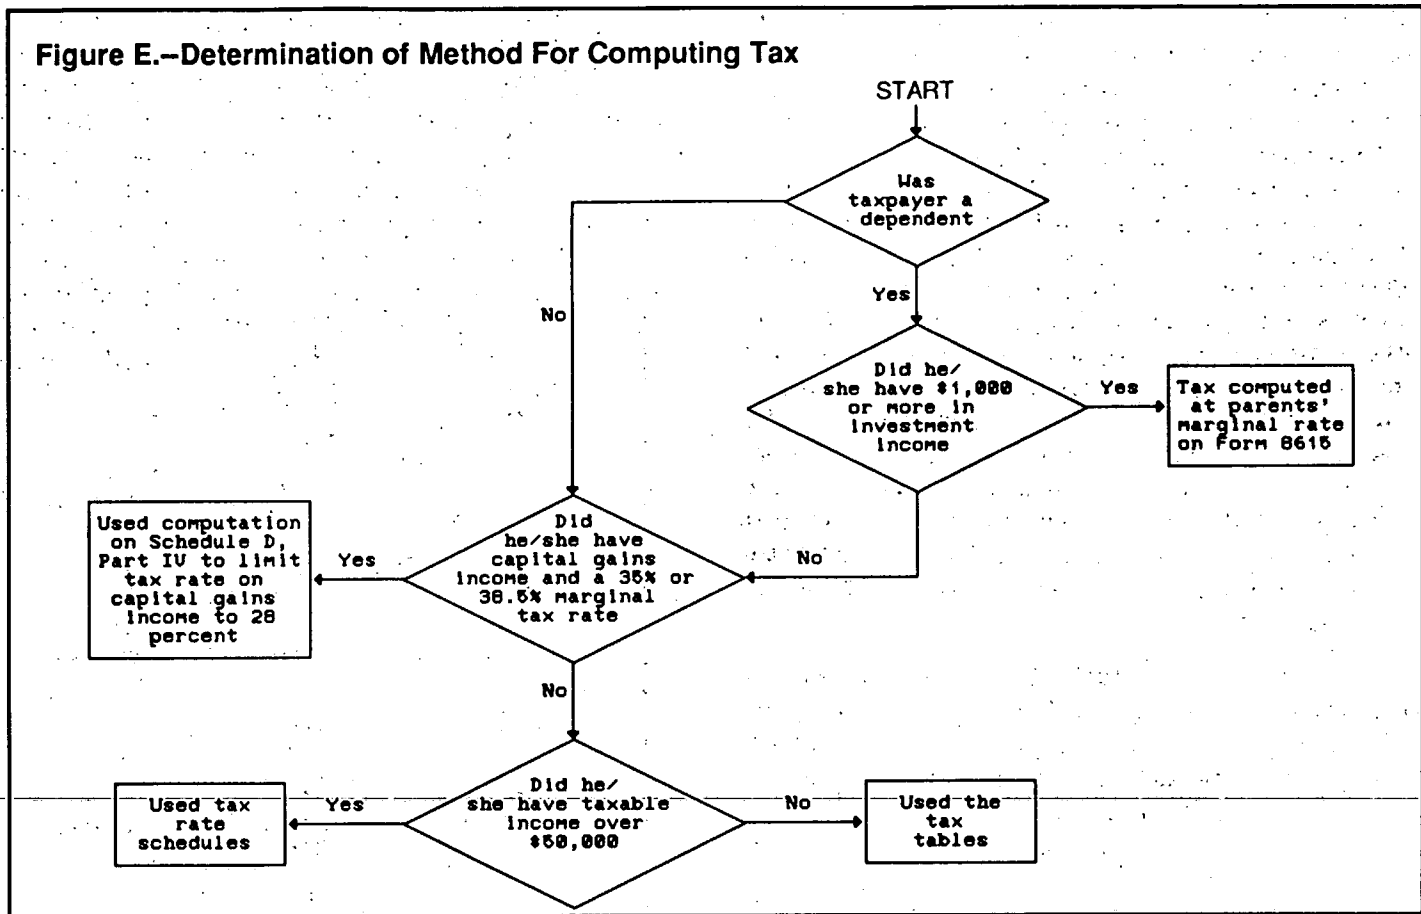 Figure E.—Determination of Method For Computing Tax
START
Was
taxpayer a
dependent
No
Yes
Did he/
she have $1,000
or more in
investment
income
Yes
Tax computed
at parents'
marginal rate
on Form 8615
Used computation
on Schedule D,
Part IV to limit
tax rate on
capital gains
income to 28
percent
Yes
Did
he/she have
capital gains
income and a 35% or
38.5% marginal
tax rate
No
No
Used tax
rate
schedules
Yes
Did he/
she have taxable
income over
$50,000
No
Used the
tax
tables